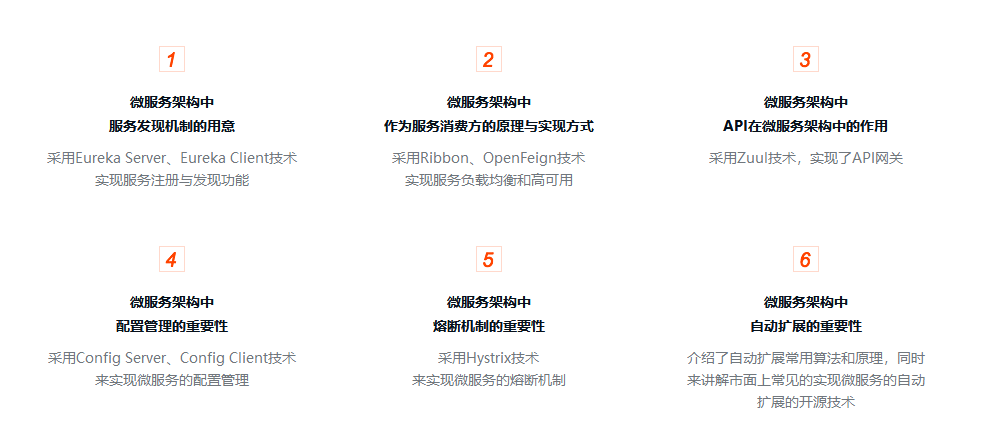 1
微服务架构中
服务发现机制的用意
采用Eureka Server、Eureka Client技术
实现服务注册与发现功能
2
微服务架构中
作为服务消费方的原理与实现方式
采用Ribbon、OpenFeign技术
实现服务负载均衡和高可用
3
微服务架构中
API在微服务架构中的作用
采用Zuul技术，实现了API网关
4
微服务架构中
配置管理的重要性
采用Config Server、Config Client技术
来实现微服务的配置管理
5
微服务架构中
熔断机制的重要性
采用Hystrix技术
来实现微服务的熔断机制
6
微服务架构中
自动扩展的重要性
介绍了自动扩展常用算法和原理，同时
来讲解市面上常见的实现微服务的自动
扩展的开源技术